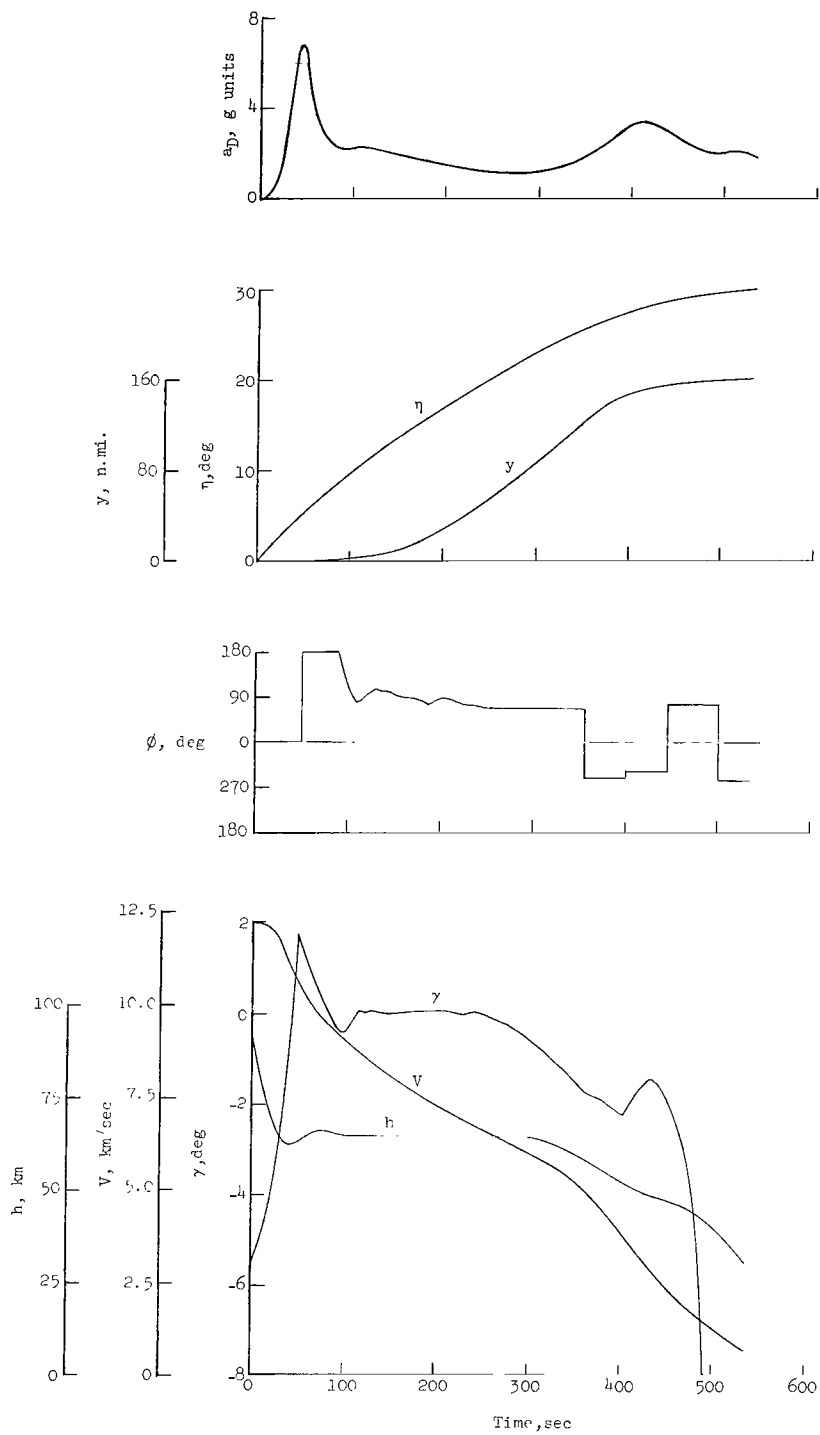 8
4
0
a_D, g units
30
20
10
0
η, deg
160
80
0
y, n.mi.
η
y
180
90
0
270
180
ø, deg
12.5
10.0
7.5
5.0
2.5
0
V, km/sec
100
75
50
25
0
h, km
2
0
-2
-4
-6
-8
γ, deg
γ
V
h
0 100 200 300 400 500 600
Time, sec